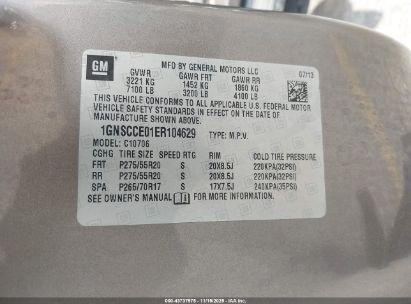 MFD BY GENERAL MOTORS LLC
GM GVWR GAWR FRT GAWR RR 07/13
3221 KG 1452 KG 1860 KG
7100 LB 3200 LB 4100 LB
THIS VEHICLE CONFORMS TO ALL APPLICABLE U.S. FEDERAL MOTOR
VEHICLE SAFETY STANDARDS IN EFFECT ON THE DATE OF
MANUFACTURE SHOWN ABOVE.
1GNSCCE01ER104629 TYPE: M.P.V.
MODEL: C10706
CGHG TIRE SIZE SPEED RTG RIM COLD TIRE PRESSURE
FRT P275/55R20 S 20X8.5J 220KPA(32PSI)
RR P275/55R20 S 20X8.5J 220KPA(32PSI)
SPA P265/70R17 S 17X7.5J 240KPA(35PSI)
SEE OWNER'S MANUAL FOR MORE INFORMATION.